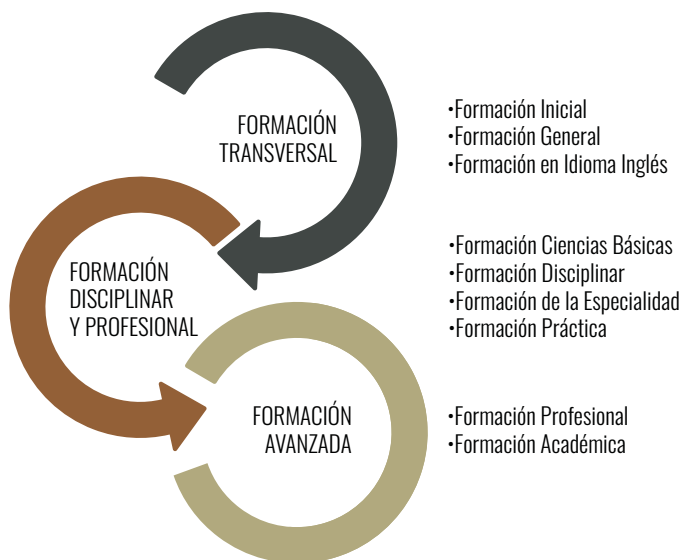 FORMACIÓN
TRANSVERSAL
•Formación Inicial
•Formación General
•Formación en Idioma Inglés
FORMACIÓN
DISCIPLINAR
Y PROFESIONAL
•Formación Ciencias Básicas
•Formación Disciplinar
•Formación de la Especialidad
•Formación Práctica
FORMACIÓN
AVANZADA
•Formación Profesional
•Formación Académica